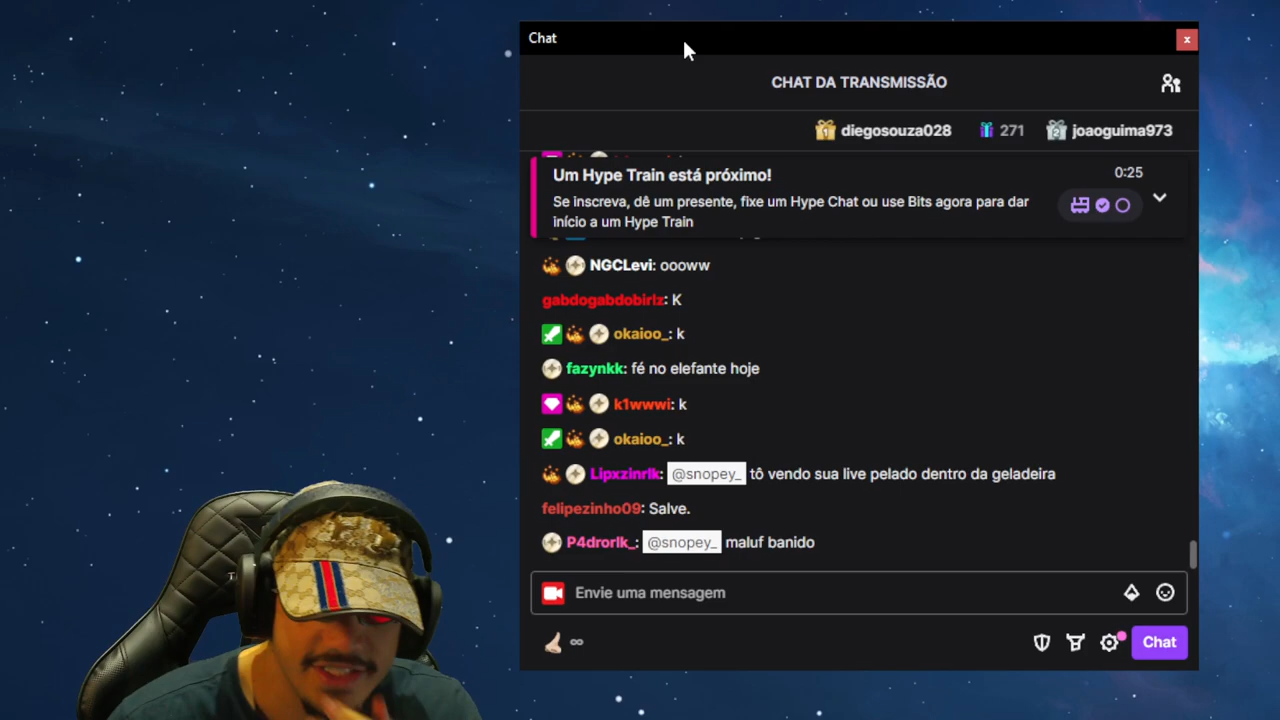 Chat
CHAT DA TRANSMISSÃO
1 diegosouza028 271 2 joaoguima973
Um Hype Train está próximo!
0:25
Se inscreva, dê um presente, fixe um Hype Chat ou use Bits agora para dar
início a um Hype Train
NGCLevi: oooww
gabdogabdobirlz: K
okaioo_: k
fazynkk: fé no elefante hoje
k1wwwi: k
okaioo_: k
Lipxzinrlk: @snopey_ tô vendo sua live pelado dentro da geladeira
felipezinho09: Salve.
P4drorlk_: @snopey_ maluf banido
Envie uma mensagem
∞
Chat